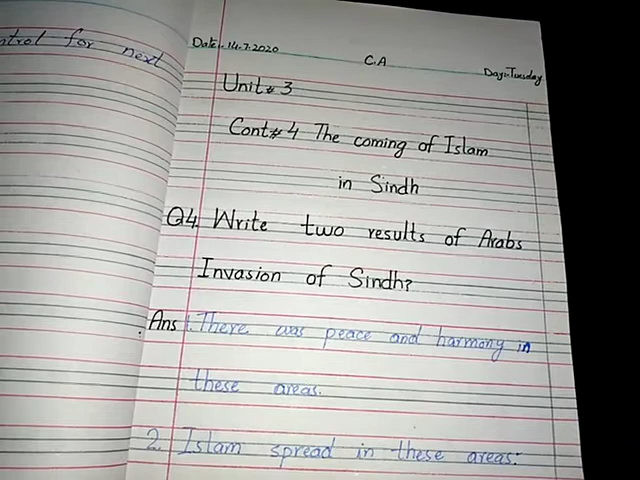 ntrol for next
Date:. 14.7.2020 C.A Day:-Tuesday
Unit # 3
Cont# 4 The coming of Islam
in Sindh
Q4. Write two results of Arabs
Invasion of Sindh?
Ans 1. There was peace and harmony in
these areas.
2. Islam spread in these areas.